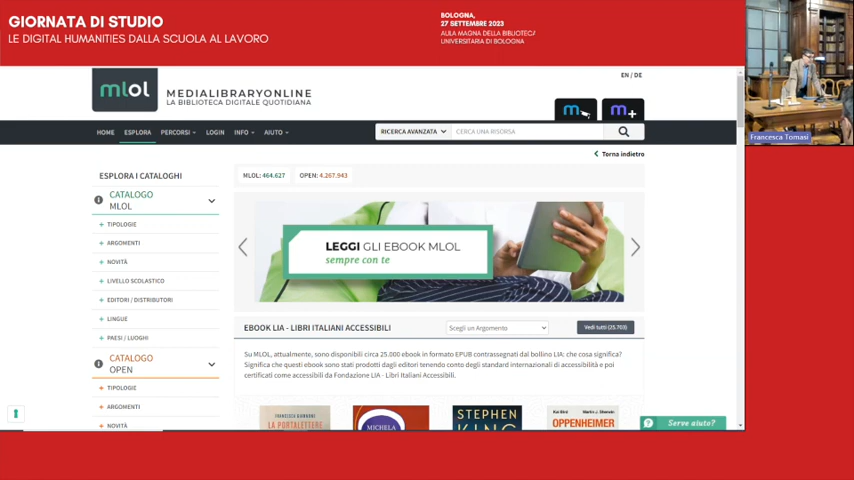 GIORNATA DI STUDIO
LE DIGITAL HUMANITIES DALLA SCUOLA AL LAVORO
BOLOGNA,
27 SETTEMBRE 2023
AULA MAGNA DELLA BIBLIOTECA
UNIVERSITARIA DI BOLOGNA
Francesca Tomasi
EN / DE
mlol
MEDIALIBRARYONLINE
LA BIBLIOTECA DIGITALE QUOTIDIANA
m
m+
HOME ESPLORA PERCORSI LOGIN INFO AIUTO
RICERCA AVANZATA CERCA UNA RISORSA
Torna indietro
ESPLORA I CATALOGHI
CATALOGO
MLOL
+ TIPOLOGIE
+ ARGOMENTI
+ NOVITÀ
+ LIVELLO SCOLASTICO
+ EDITORI / DISTRIBUTORI
+ LINGUE
+ PAESI / LUOGHI
CATALOGO
OPEN
+ TIPOLOGIE
+ ARGOMENTI
+ NOVITÀ
MLOL: 464.627 OPEN: 4.267.943
LEGGI GLI EBOOK MLOL
sempre con te
EBOOK LIA - LIBRI ITALIANI ACCESSIBILI
Scegli un Argomento
Vedi tutti (25.703)
Su MLOL, attualmente, sono disponibili circa 25.000 ebook in formato EPUB contrassegnati dal bollino LIA: che cosa significa?
Significa che questi ebook sono stati prodotti dagli editori tenendo conto degli standard internazionali di accessibilità e poi
certificati come accessibili da Fondazione LIA - Libri Italiani Accessibili.
FRANCESCA GIANNONE
LA PORTALETTERE
MICHELA
STEPHEN
KING
Kai Bird Martin J. Sherwin
OPPENHEIMER
Serve aiuto?